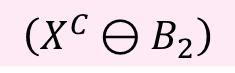 (X^C ⊖ B_2)